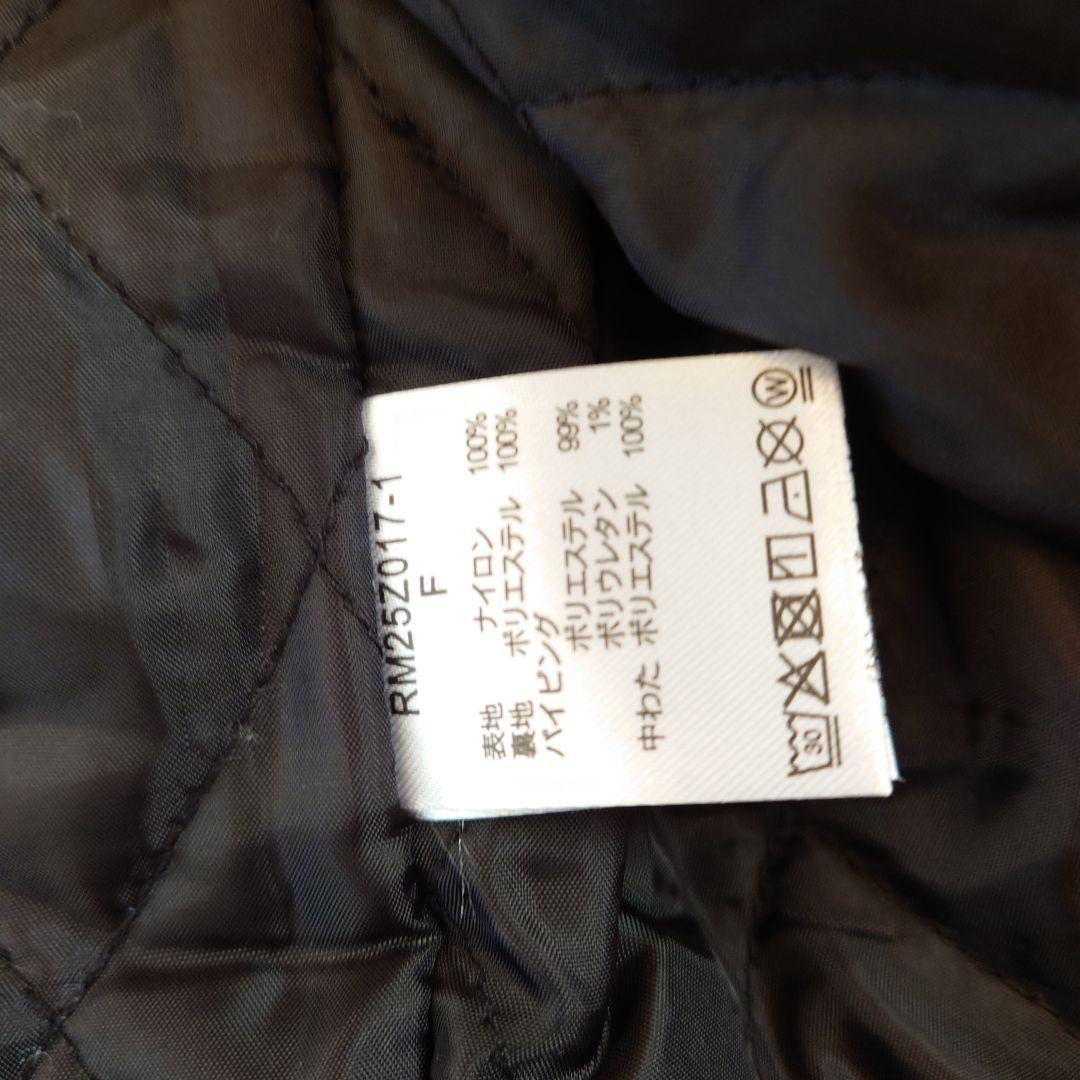 RM25Z017-1
F
表地 ナイロン 100%
裏地 ポリエステル 100%
パイピング
ポリエステル 99%
ポリウレタン 1%
中わた ポリエステル 100%
30 W